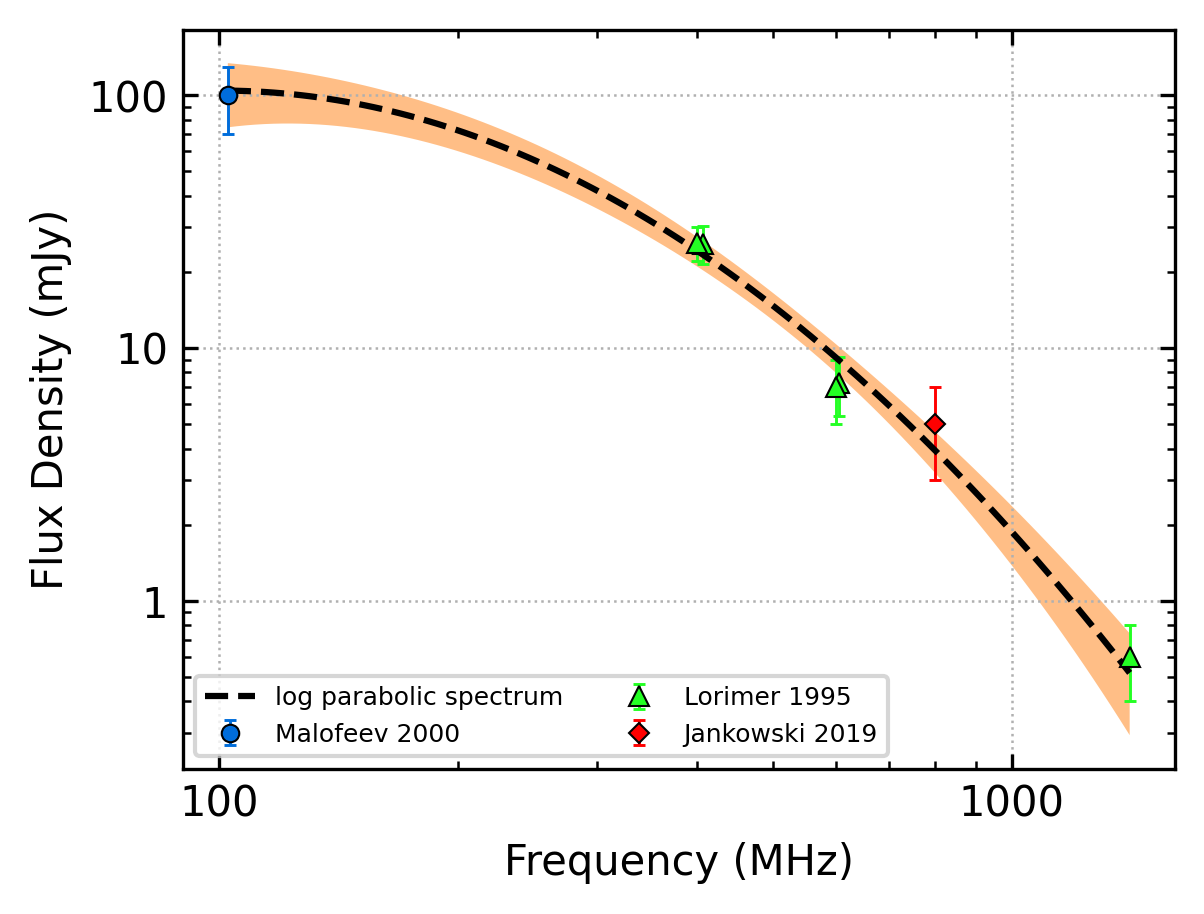 Flux Density (mJy)
100
10
1
log parabolic spectrum
Malofeev 2000
Lorimer 1995
Jankowski 2019
100
1000
Frequency (MHz)